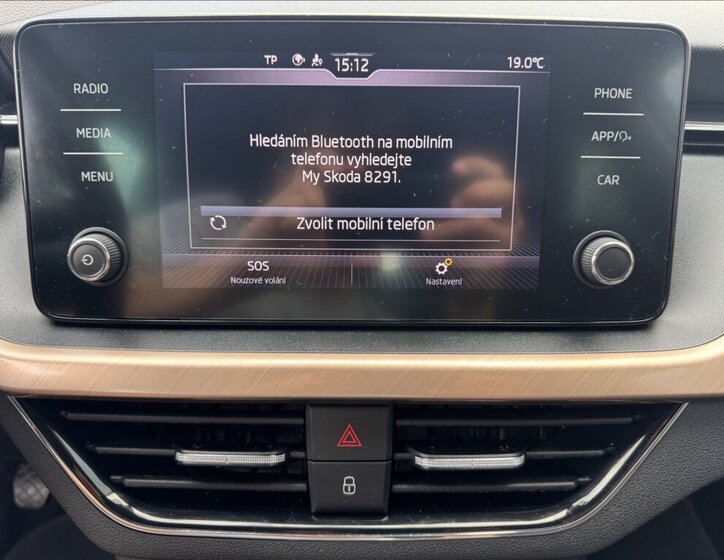 TP 15:12 19.0°C
RADIO
MEDIA
MENU
Hledáním Bluetooth na mobilním
telefonu vyhledejte
My Skoda 8291.
Zvolit mobilní telefon
SOS
Nouzové volání
Nastavení
PHONE
APP/
CAR